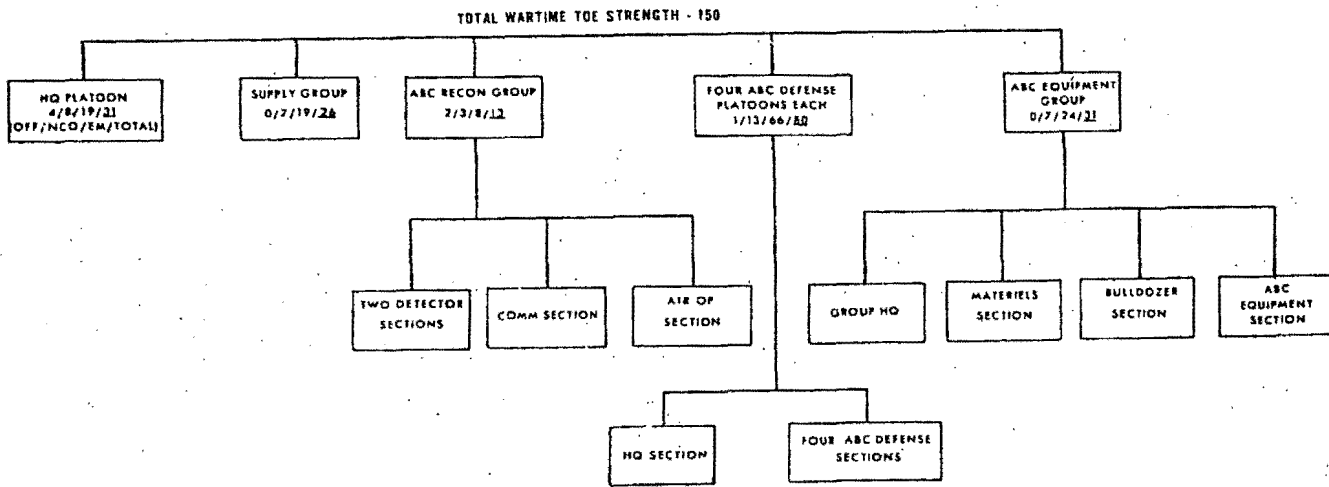 TOTAL WARTIME TOE STRENGTH - 150
HQ PLATOON
4/8/19/31
(OFF/NCO/EM/TOTAL)
SUPPLY GROUP
0/7/19/26
ABC RECON GROUP
2/3/8/13
FOUR ABC DEFENSE
PLATOONS EACH
1/13/66/80
ABC EQUIPMENT
GROUP
0/7/24/31
TWO DETECTOR
SECTIONS
COMM SECTION
AIR OP
SECTION
GROUP HQ
MATERIELS
SECTION
BULLDOZER
SECTION
ABC
EQUIPMENT
SECTION
HQ SECTION
FOUR ABC DEFENSE
SECTIONS